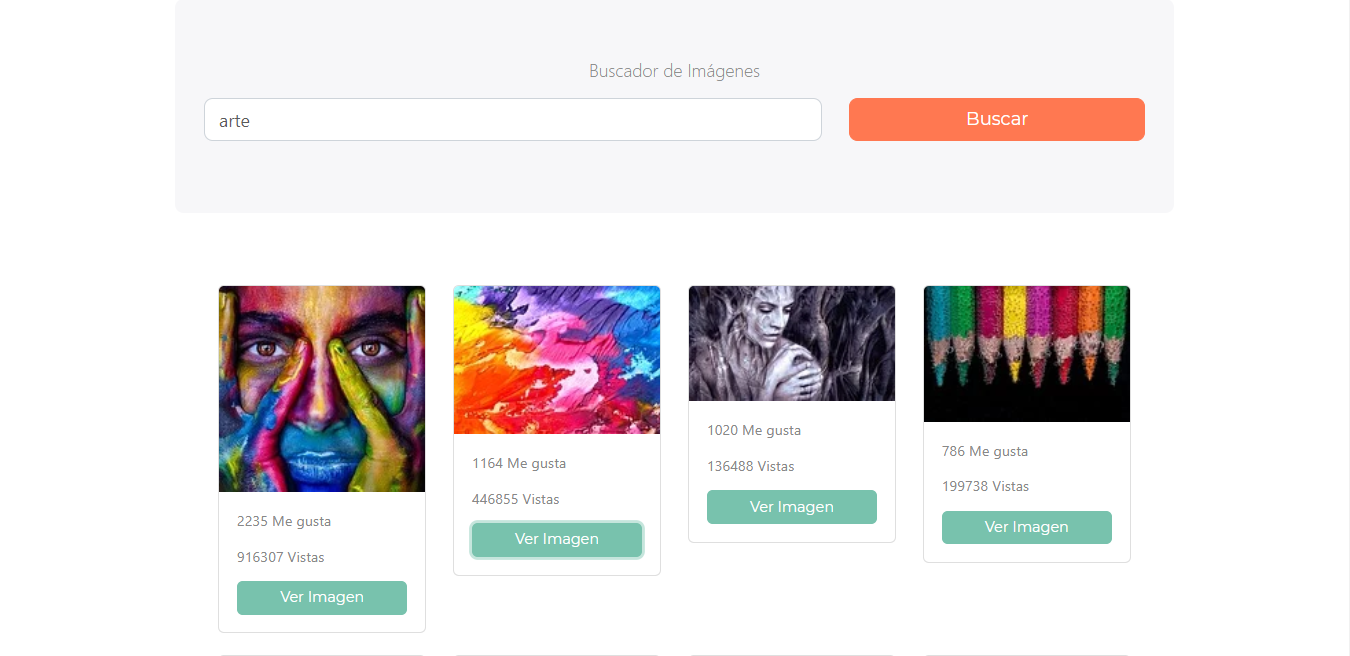 Buscador de Imágenes
arte
Buscar
2235 Me gusta
916307 Vistas
Ver Imagen
1164 Me gusta
446855 Vistas
Ver Imagen
1020 Me gusta
136488 Vistas
Ver Imagen
786 Me gusta
199738 Vistas
Ver Imagen